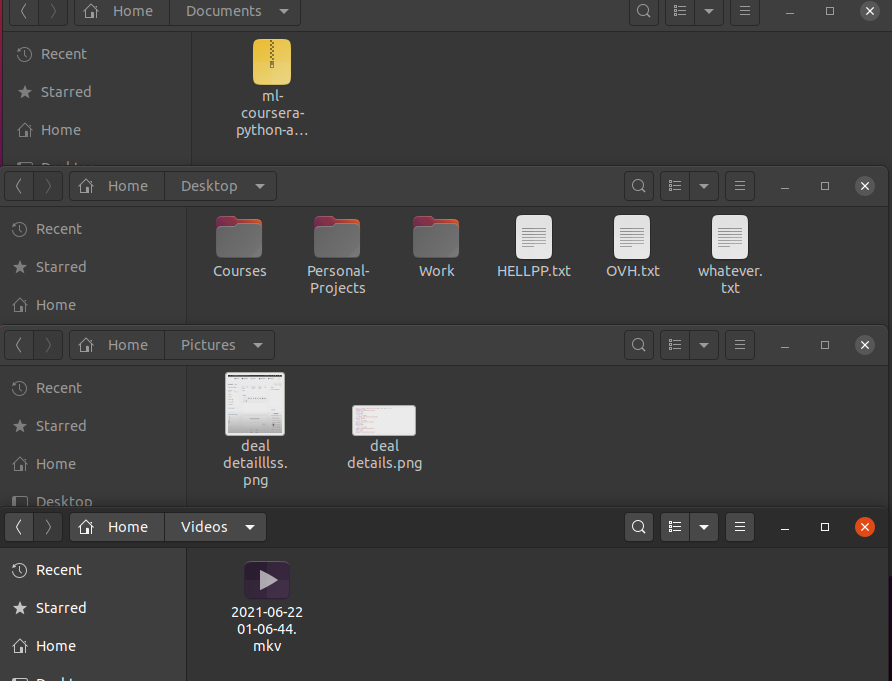 Home
Documents
Recent
Starred
Home
ml-
coursera-
python-a...
Home
Desktop
Recent
Starred
Home
Courses
Personal-
Projects
Work
HELLPP.txt
OVH.txt
whatever.
txt
Home
Pictures
Recent
Starred
Home
Desktop
deal
detailllss.
png
deal
details.png
Home
Videos
Recent
Starred
Home
2021-06-22
01-06-44.
mkv